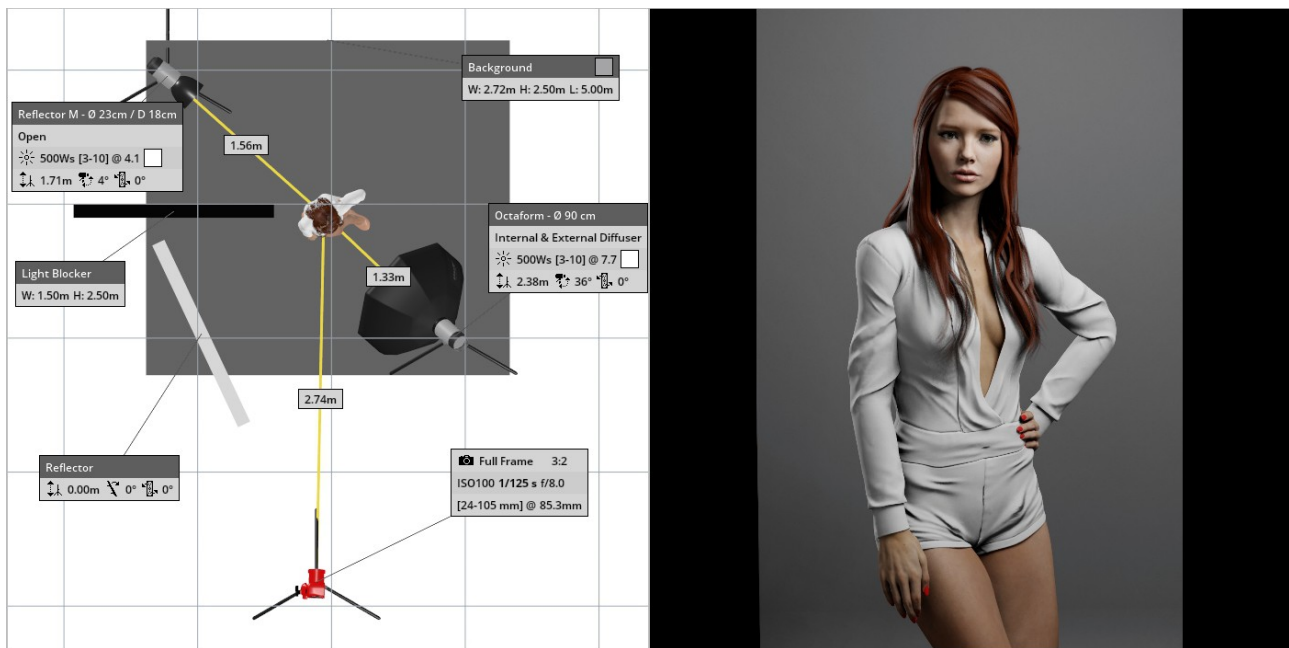 Background
W: 2.72m H: 2.50m L: 5.00m
Reflector M - Ø 23cm / D 18cm
Open
500Ws [3-10] @ 4.1
1.71m 4° 0°
1.56m
Octaform - Ø 90 cm
Internal & External Diffuser
500Ws [3-10] @ 7.7
2.38m 36° 0°
1.33m
Light Blocker
W: 1.50m H: 2.50m
2.74m
Reflector
0.00m 0° 0°
Full Frame 3:2
ISO100 1/125 s f/8.0
[24-105 mm] @ 85.3mm